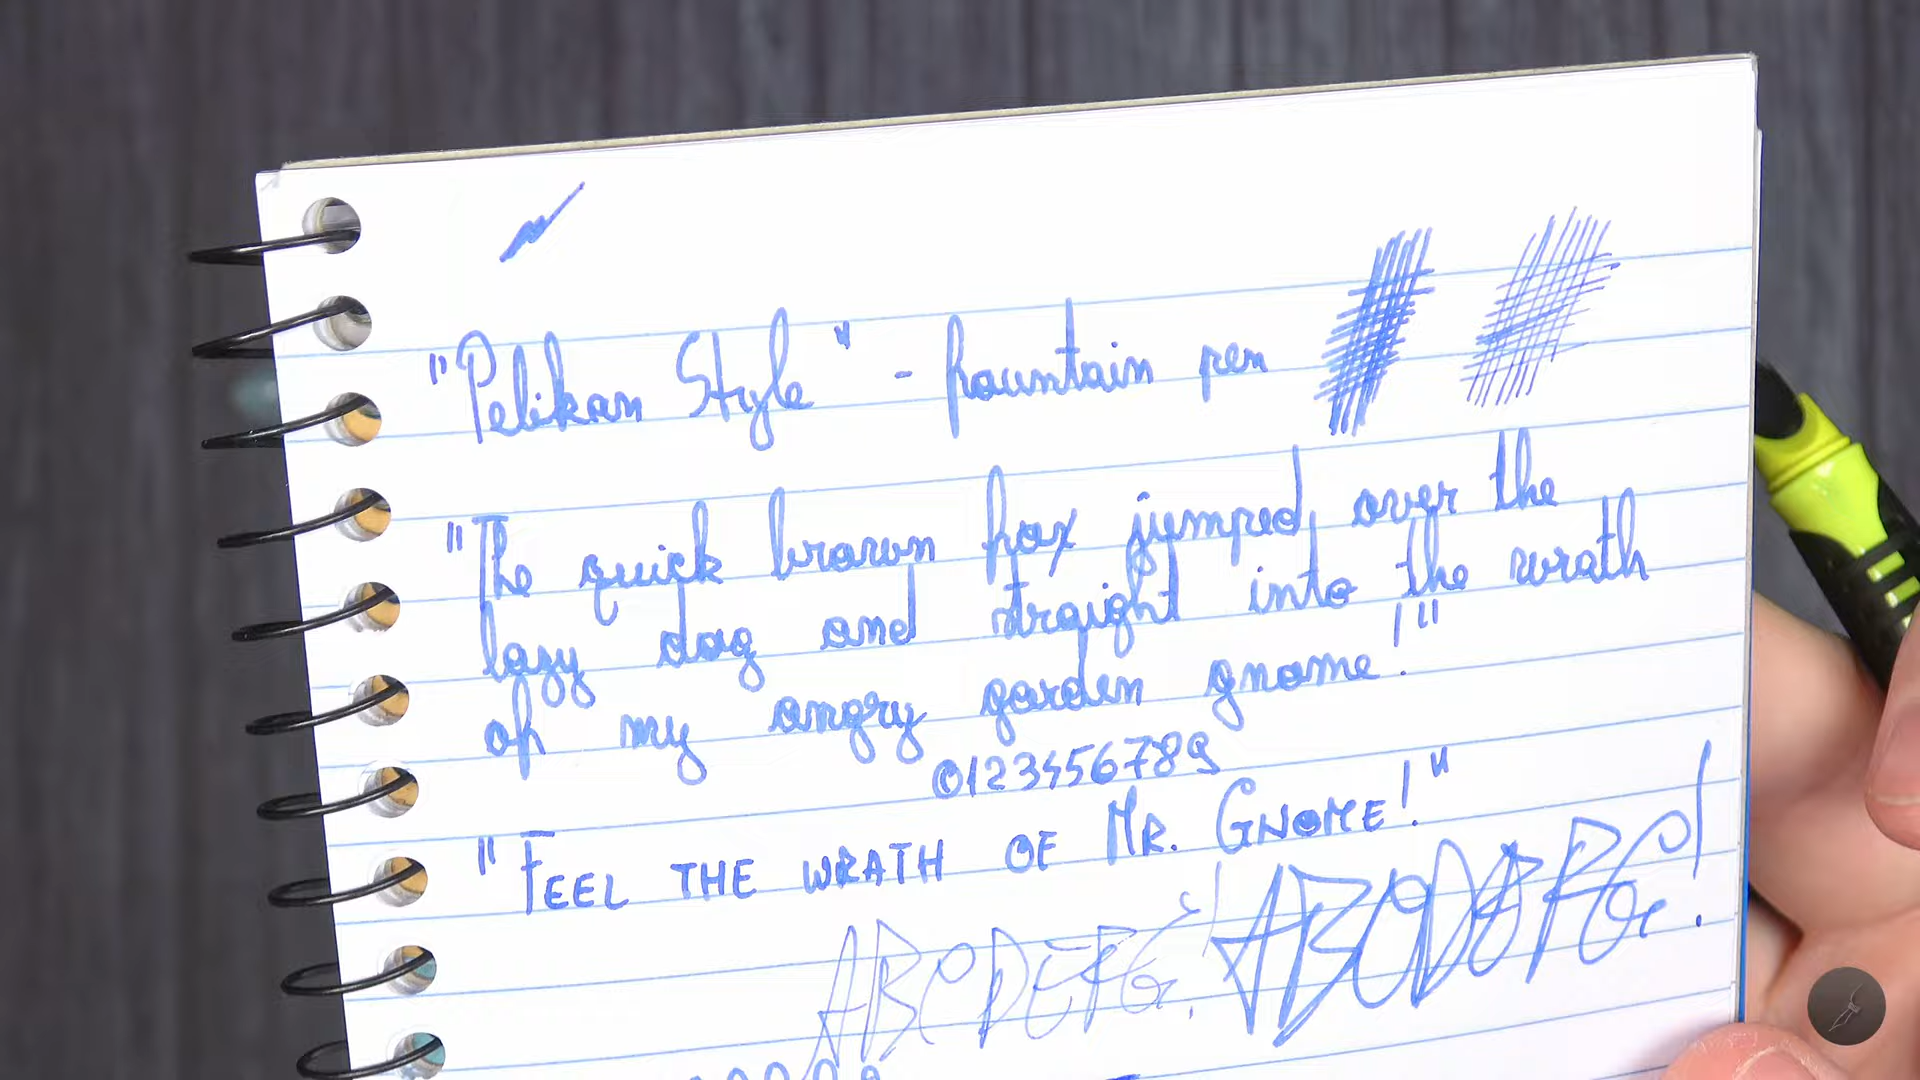 "Pelikan Style" - fountain pen
"The quick brown fox jumped over the
lazy dog and straight into the wrath
of my angry garden gnome!"
0123456789
"FEEL THE WRATH OF MR. GNOME!"
ABCDEFG! ABCDEFG!